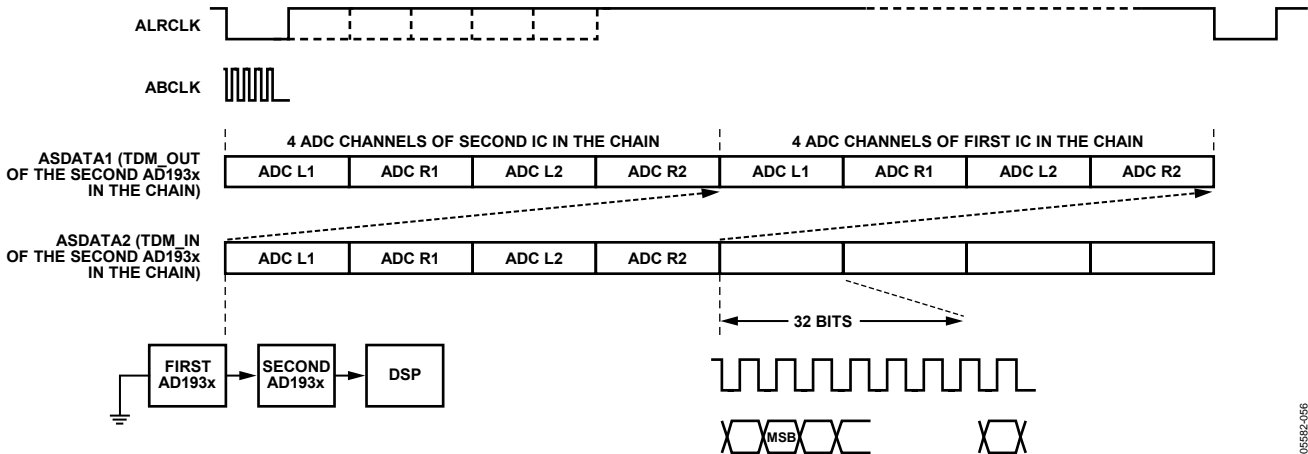 ALRCLK
ABCLK
4 ADC CHANNELS OF SECOND IC IN THE CHAIN
4 ADC CHANNELS OF FIRST IC IN THE CHAIN
ASDATA1 (TDM_OUT
OF THE SECOND AD193x
IN THE CHAIN)
ADC L1
ADC R1
ADC L2
ADC R2
ADC L1
ADC R1
ADC L2
ADC R2
ASDATA2 (TDM_IN
OF THE SECOND AD193x
IN THE CHAIN)
ADC L1
ADC R1
ADC L2
ADC R2
32 BITS
FIRST
AD193x
SECOND
AD193x
DSP
MSB
05582-056